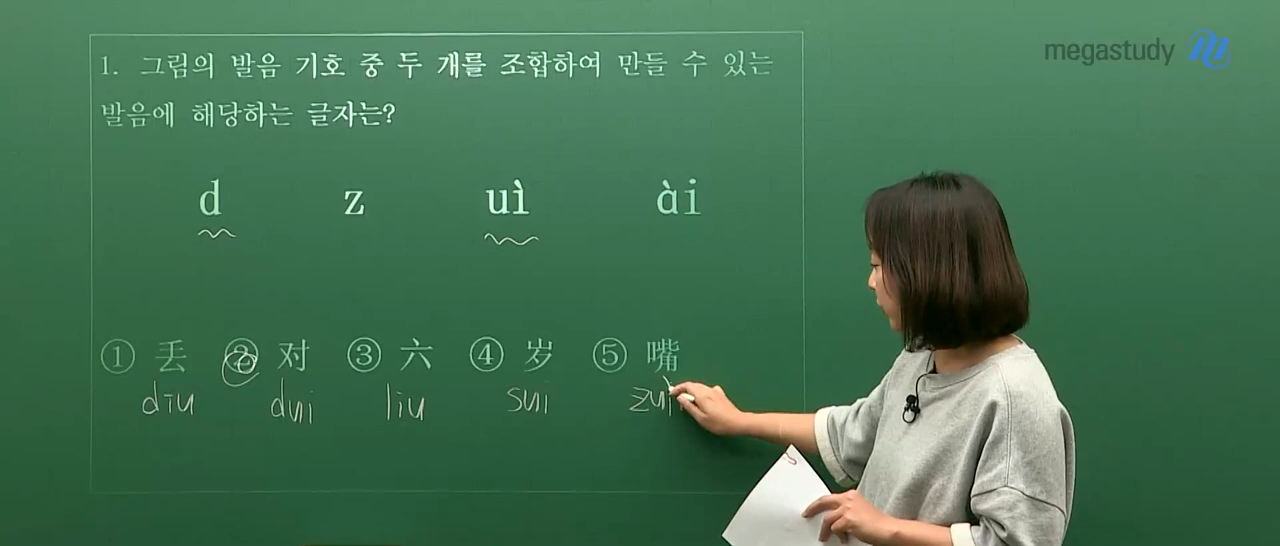 megastudy
1. 그림의 발음 기호 중 두 개를 조합하여 만들 수 있는
발음에 해당하는 글자는?
d z uì ài
① 丢 ② 对 ③ 六 ④ 岁 ⑤ 嘴
diu dui liu sui zui